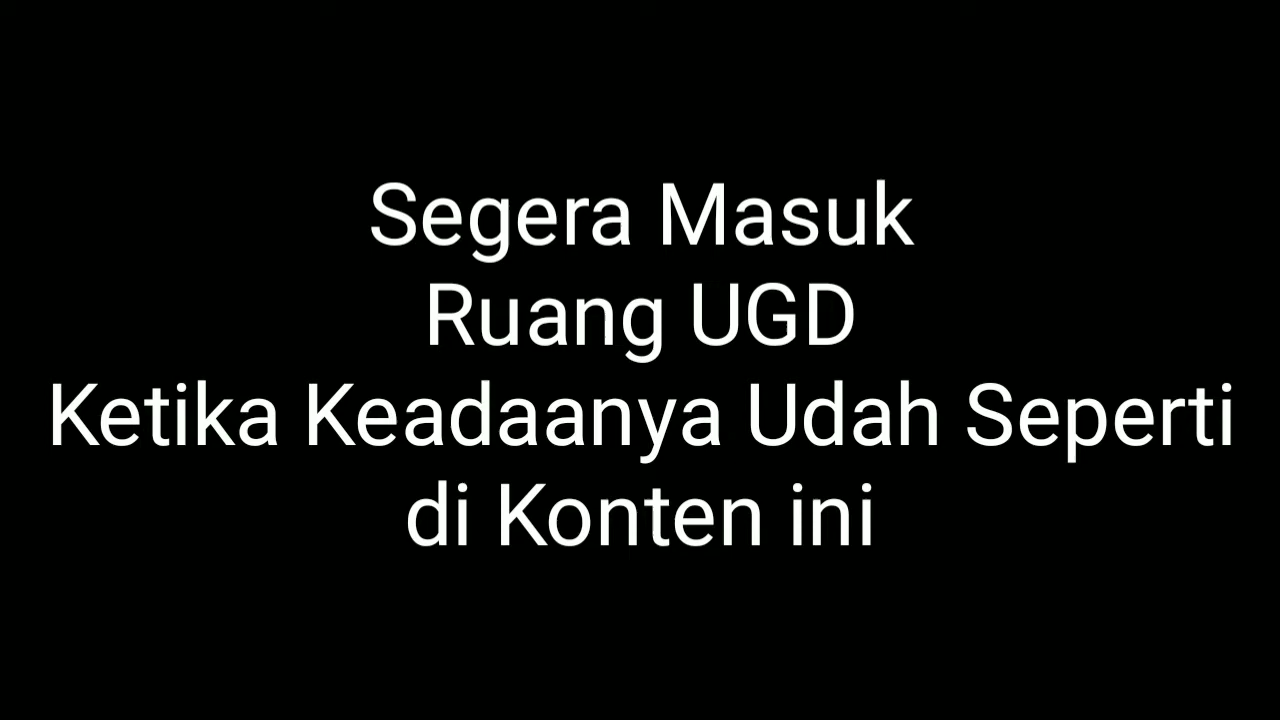 Segera Masuk
Ruang UGD
Ketika Keadaanya Udah Seperti
di Konten ini